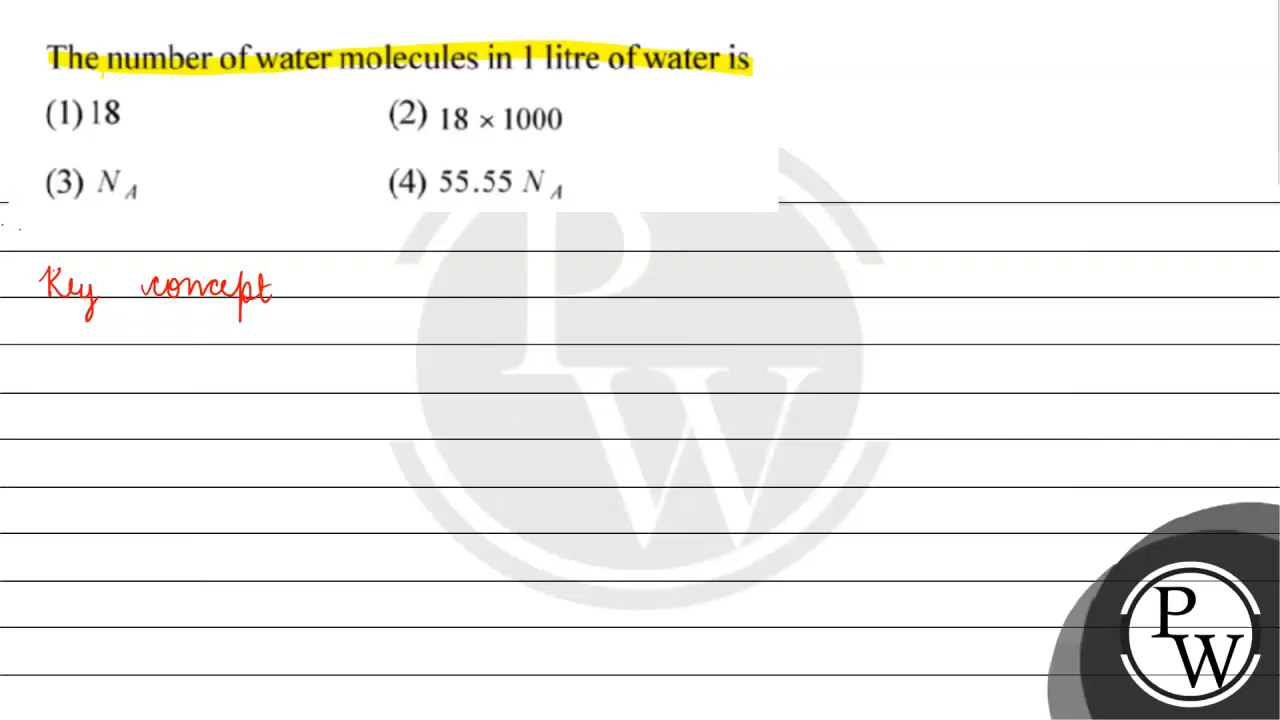 The number of water molecules in 1 litre of water is
(1) 18 (2) 18 × 1000
(3) N_A (4) 55.55 N_A
Key concept
P
W
P
W